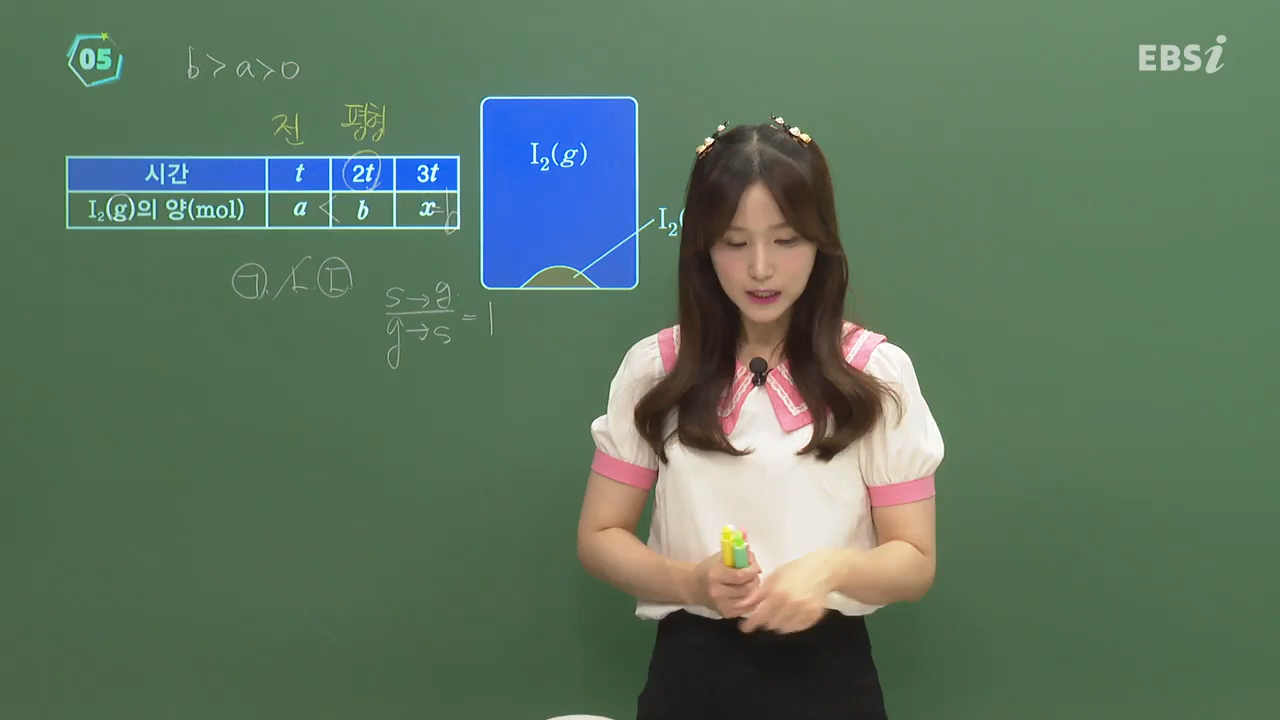 05
b > a > 0
EBSi
전 평형
시간 t 2t 3t
I₂(g)의 양(mol) a < b x = b
I₂(g)
I₂(
ㄱ. ㄴ. ㄷ
s→g
g→s
= 1